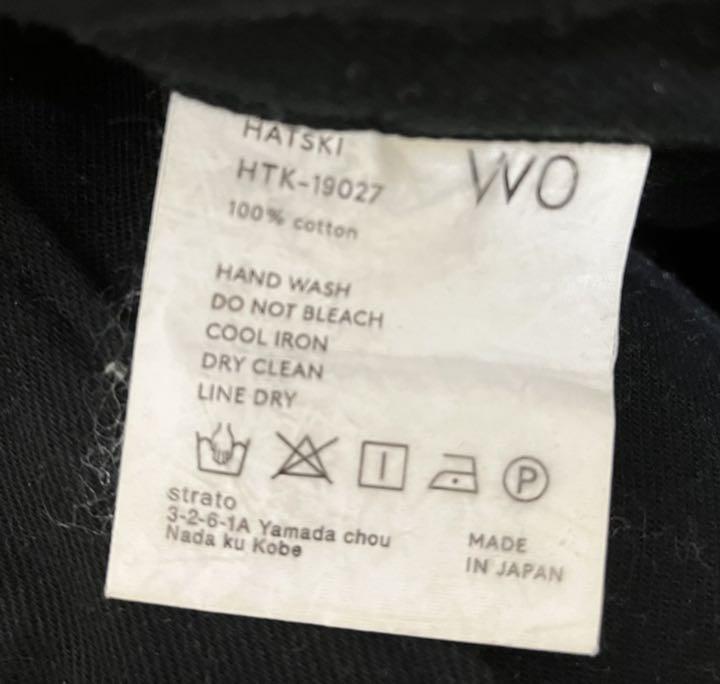 HATSKI
WO
HTK-19027
100% cotton
HAND WASH
DO NOT BLEACH
COOL IRON
DRY CLEAN
LINE DRY
P
strato
3-2-6-1A Yamada chou
Nada ku Kobe
MADE
IN JAPAN